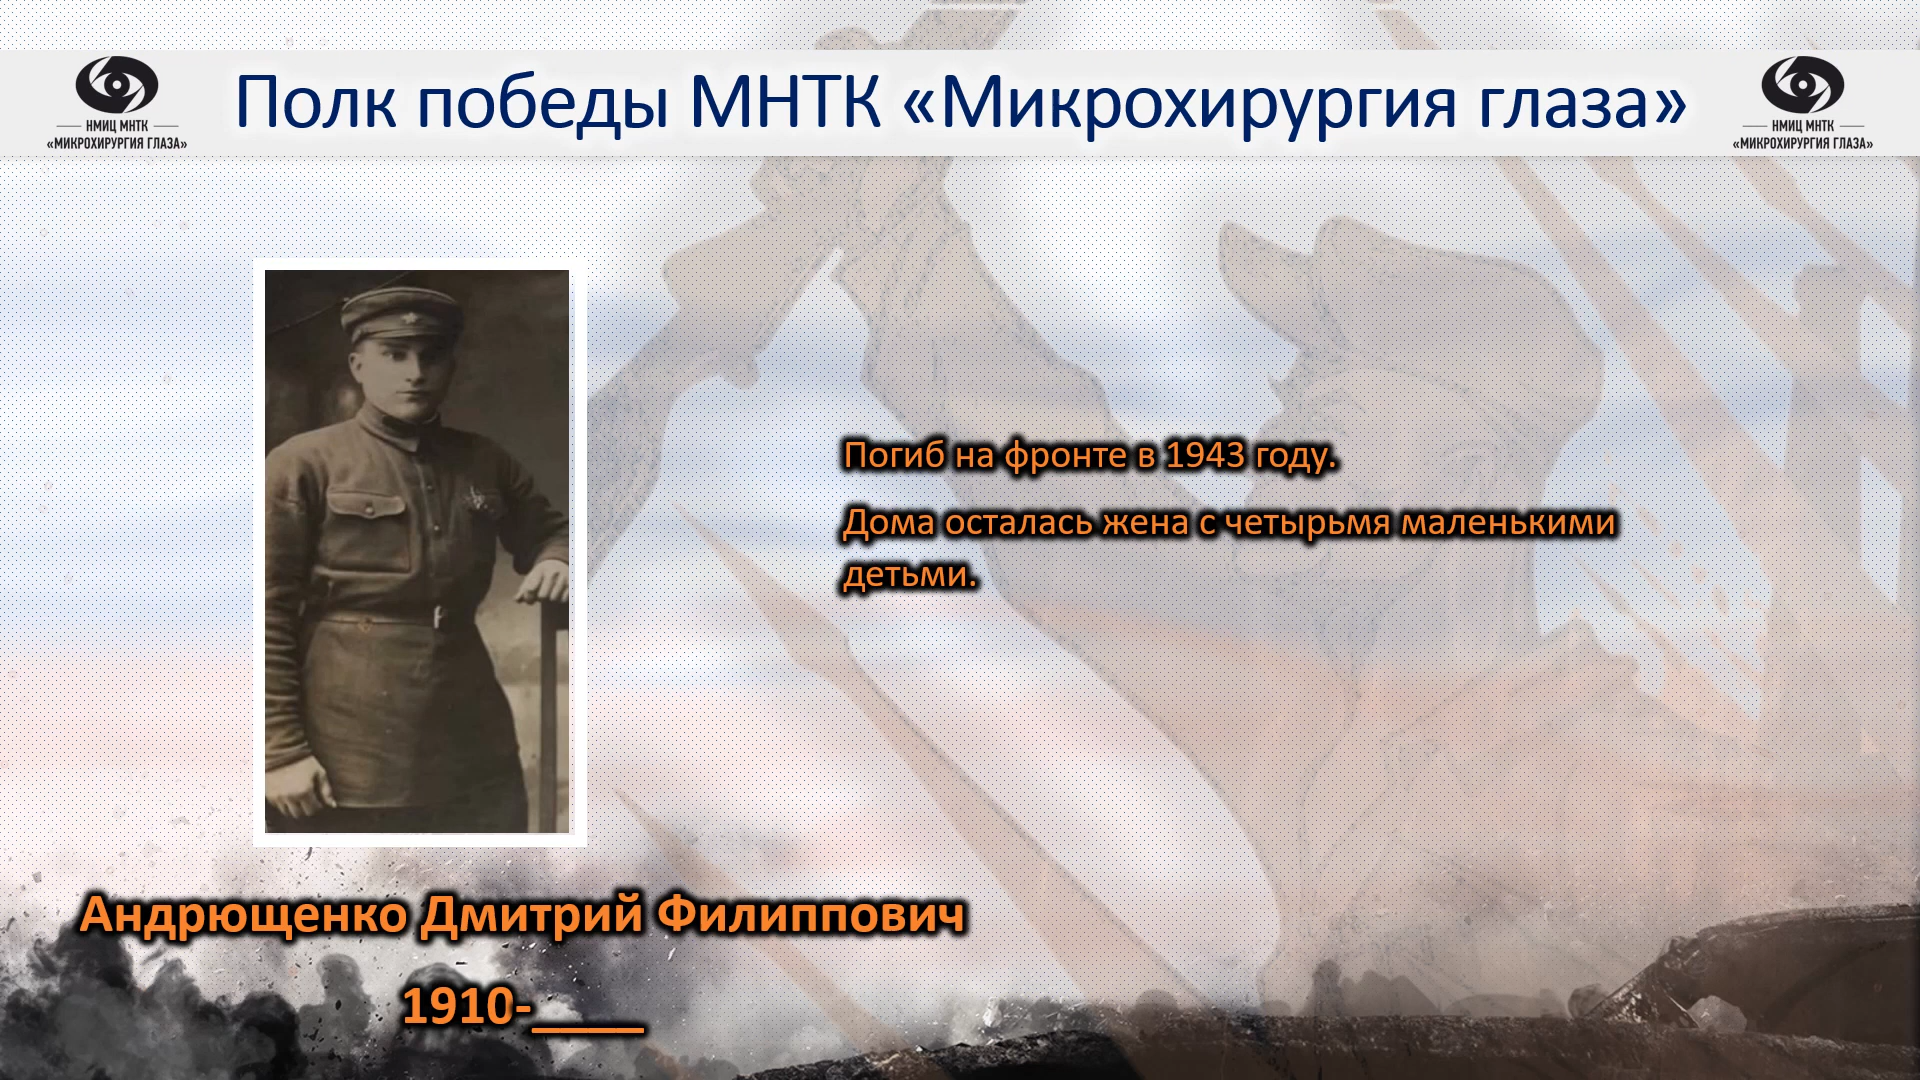 НМИЦ МНТК
«МИКРОХИРУРГИЯ ГЛАЗА»
Полк победы МНТК «Микрохирургия глаза»
НМИЦ МНТК
«МИКРОХИРУРГИЯ ГЛАЗА»
Погиб на фронте в 1943 году.
Дома осталась жена с четырьмя маленькими
детьми.
Андрющенко Дмитрий Филиппович
1910-____